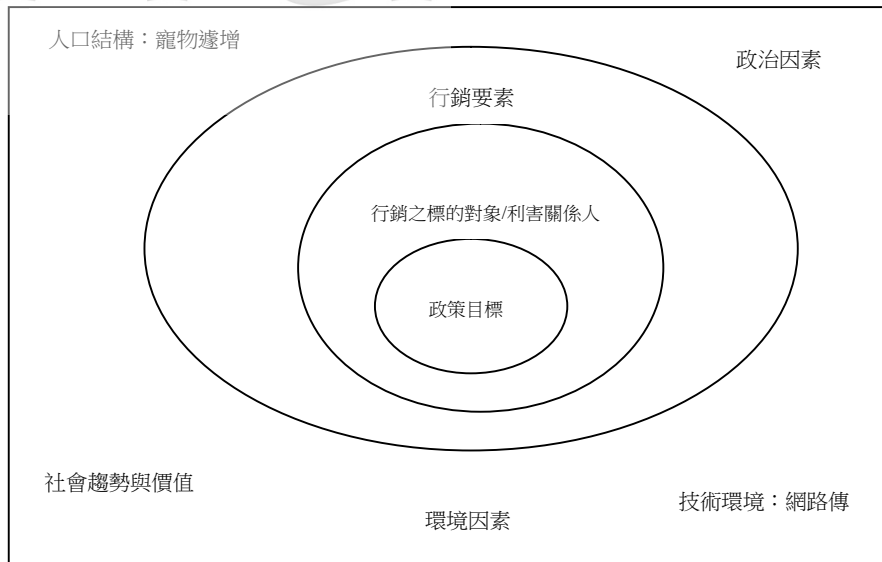 人口結構：寵物遽增
政治因素
行銷要素
行銷之標的對象/利害關係人
政策目標
社會趨勢與價值
技術環境：網路傳
環境因素